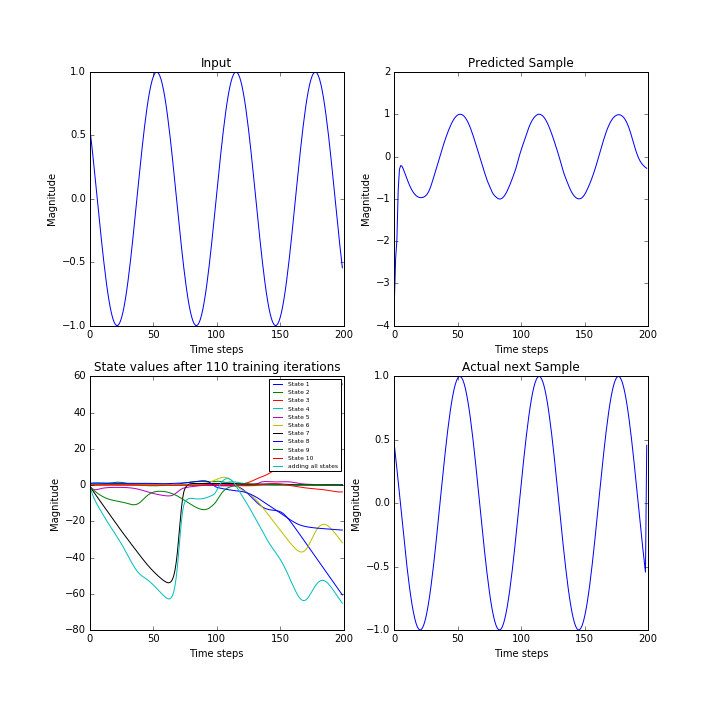 Input
1.0
0.5
0.0
−0.5
−1.0
Magnitude
0
50
100
150
200
Time steps
Predicted Sample
2
1
0
−1
−2
−3
−4
Magnitude
0
50
100
150
200
Time steps
State values after 110 training iterations
60
40
20
0
−20
−40
−60
−80
Magnitude
State 1
State 2
State 3
State 4
State 5
State 6
State 7
State 8
State 9
State 10
adding all states
0
50
100
150
200
Time steps
Actual next Sample
1.0
0.5
0.0
−0.5
−1.0
Magnitude
0
50
100
150
200
Time steps